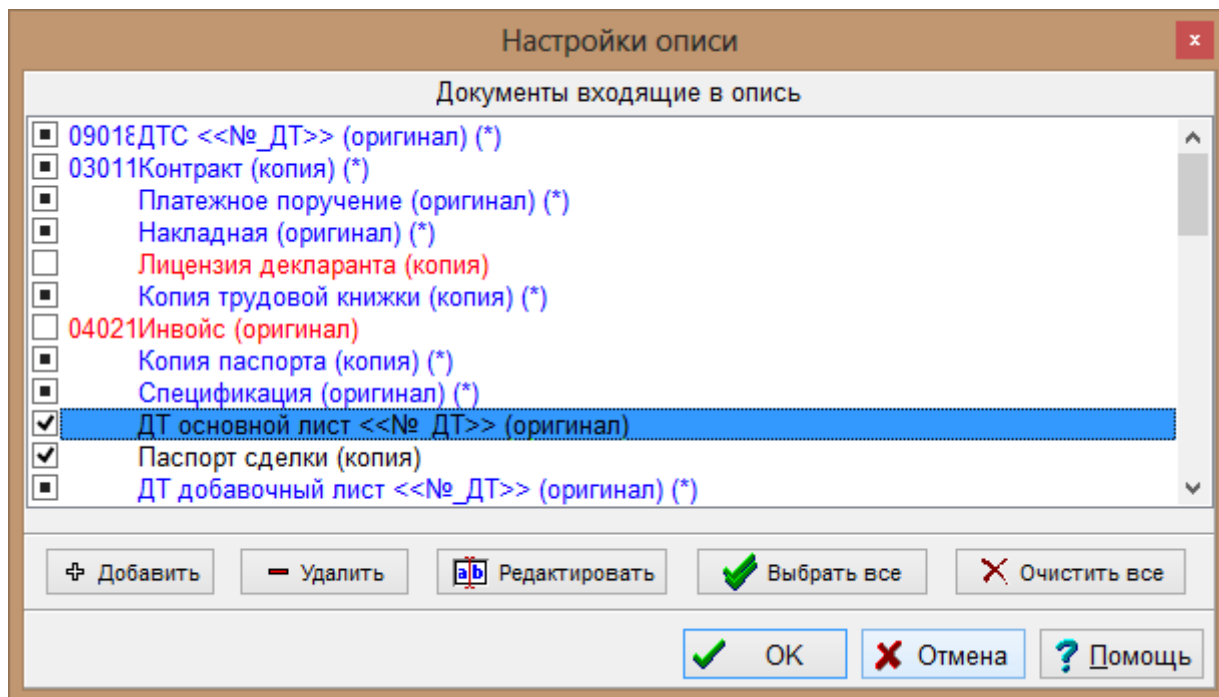 Настройки описи
x
Документы входящие в опись
09018ДТС <<№_ДТ>> (оригинал) (*)
03011Контракт (копия) (*)
Платежное поручение (оригинал) (*)
Накладная (оригинал) (*)
Лицензия декларанта (копия)
Копия трудовой книжки (копия) (*)
04021Инвойс (оригинал)
Копия паспорта (копия) (*)
Спецификация (оригинал) (*)
ДТ основной лист <<№_ДТ>> (оригинал)
Паспорт сделки (копия)
ДТ добавочный лист <<№_ДТ>> (оригинал) (*)
Добавить Удалить ab Редактировать Выбрать все Очистить все
OK Отмена ? Помощь